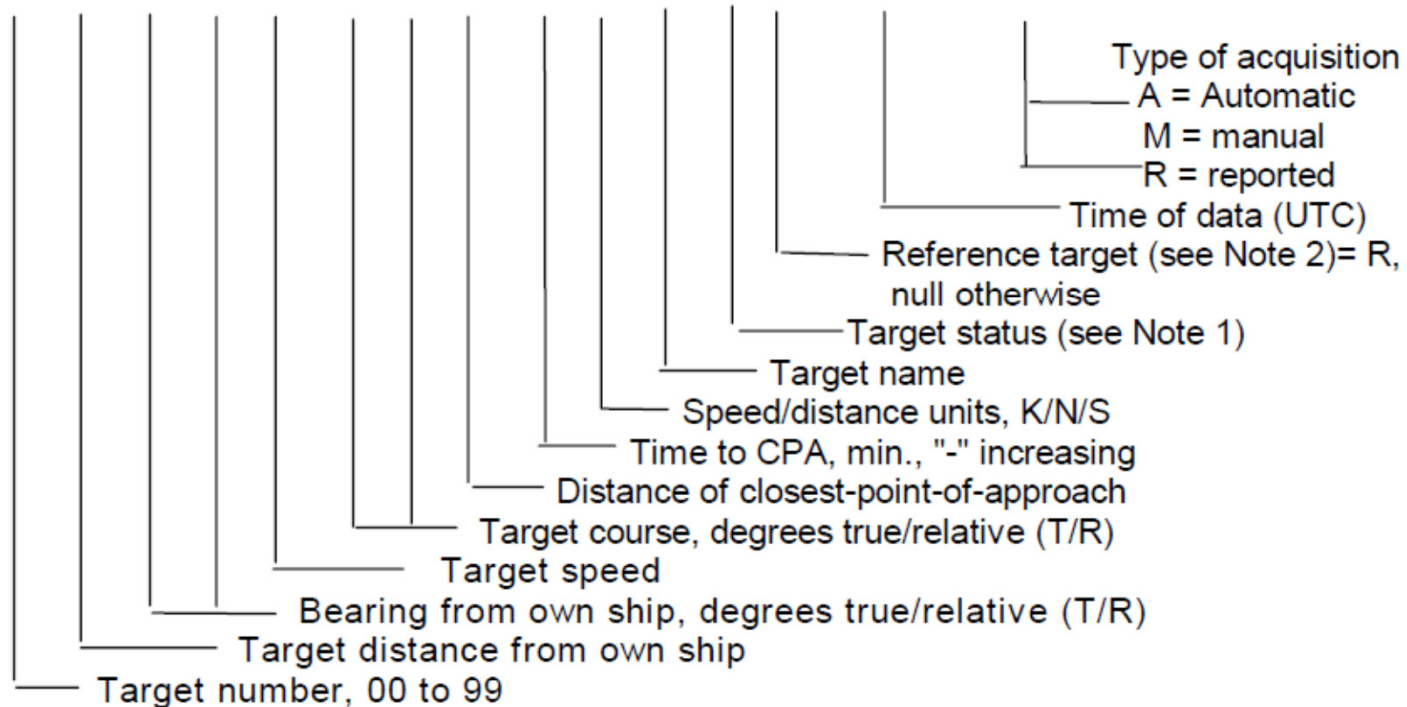 Type of acquisition
A = Automatic
M = manual
R = reported
Time of data (UTC)
Reference target (see Note 2)= R,
null otherwise
Target status (see Note 1)
Target name
Speed/distance units, K/N/S
Time to CPA, min., "-" increasing
Distance of closest-point-of-approach
Target course, degrees true/relative (T/R)
Target speed
Bearing from own ship, degrees true/relative (T/R)
Target distance from own ship
Target number, 00 to 99